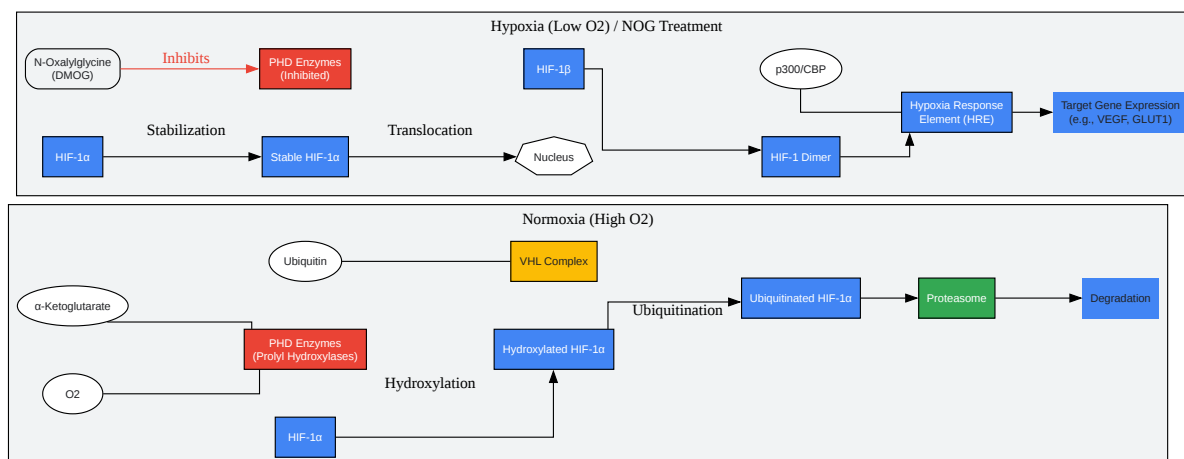 Hypoxia (Low O2) / NOG Treatment
N-Oxalylglycine
(DMOG)
Inhibits
PHD Enzymes
(Inhibited)
HIF-1β
p300/CBP
Hypoxia Response
Element (HRE)
Target Gene Expression
(e.g., VEGF, GLUT1)
HIF-1α
Stabilization
Stable HIF-1α
Translocation
Nucleus
HIF-1 Dimer
Normoxia (High O2)
Ubiquitin
VHL Complex
α-Ketoglutarate
PHD Enzymes
(Prolyl Hydroxylases)
O2
Hydroxylation
HIF-1α
Hydroxylated HIF-1α
Ubiquitination
Ubiquitinated HIF-1α
Proteasome
Degradation